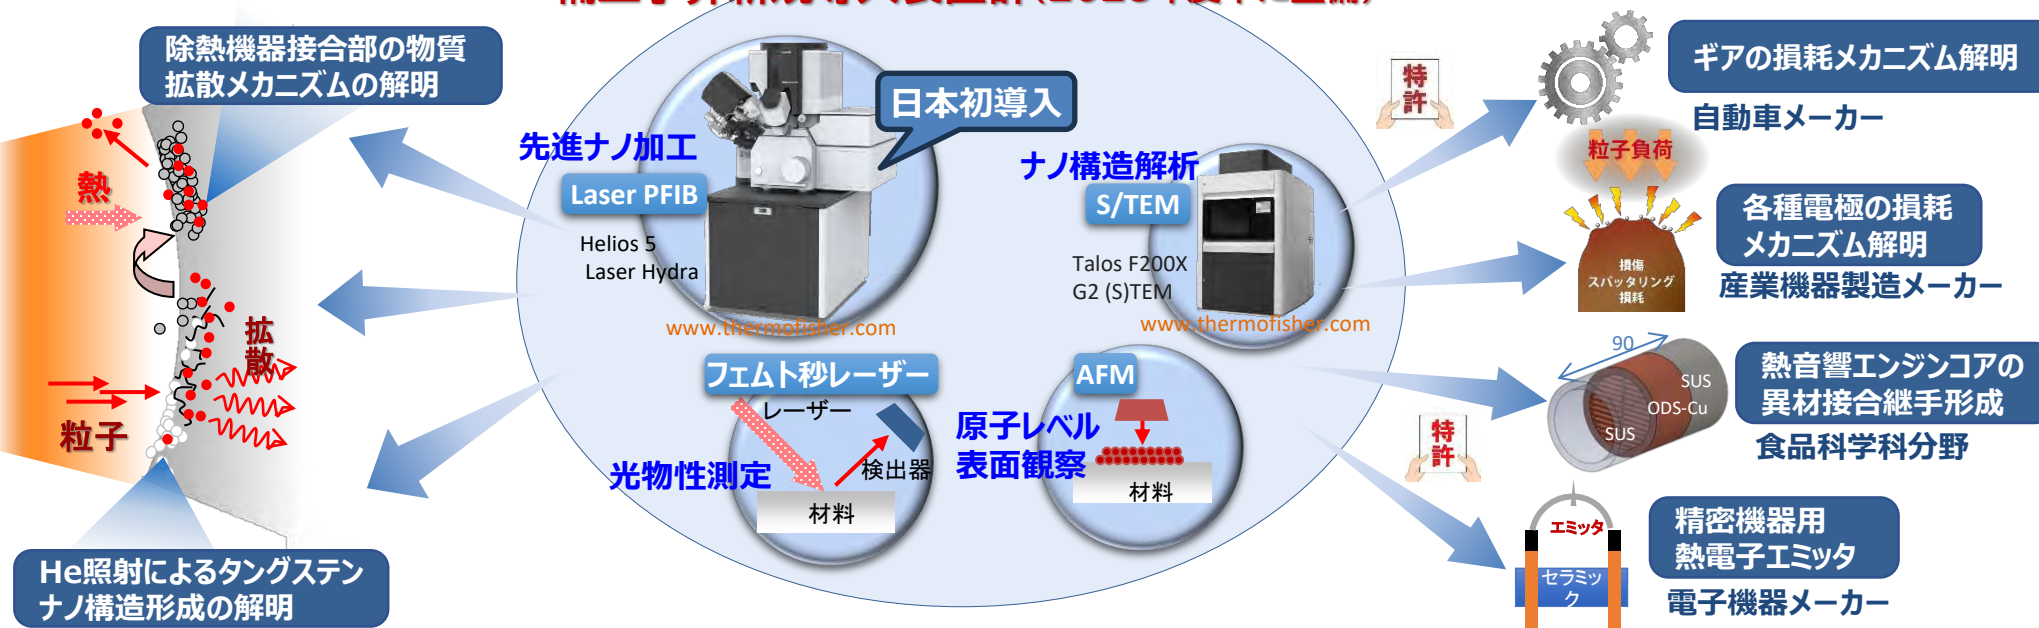 除熱機器接合部の物質
拡散メカニズムの解明
熱
拡
散
粒子
He照射によるタングステン
ナノ構造形成の解明
日本初導入
先進ナノ加工
Laser PFIB
Helios 5
Laser Hydra
www.thermofisher.com
ナノ構造解析
S/TEM
Talos F200X
G2 (S)TEM
www.thermofisher.com
フェムト秒レーザー
レーザー
検出器
光物性測定
材料
AFM
原子レベル
表面観察
材料
特
許
ギアの損耗メカニズム解明
自動車メーカー
粒子負荷
損傷
スパッタリング
損耗
各種電極の損耗
メカニズム解明
産業機器製造メーカー
90
SUS
ODS-Cu
SUS
熱音響エンジンコアの
異材接合継手形成
食品科学科分野
特
許
エミッタ
セラミッ
ク
精密機器用
熱電子エミッタ
電子機器メーカー